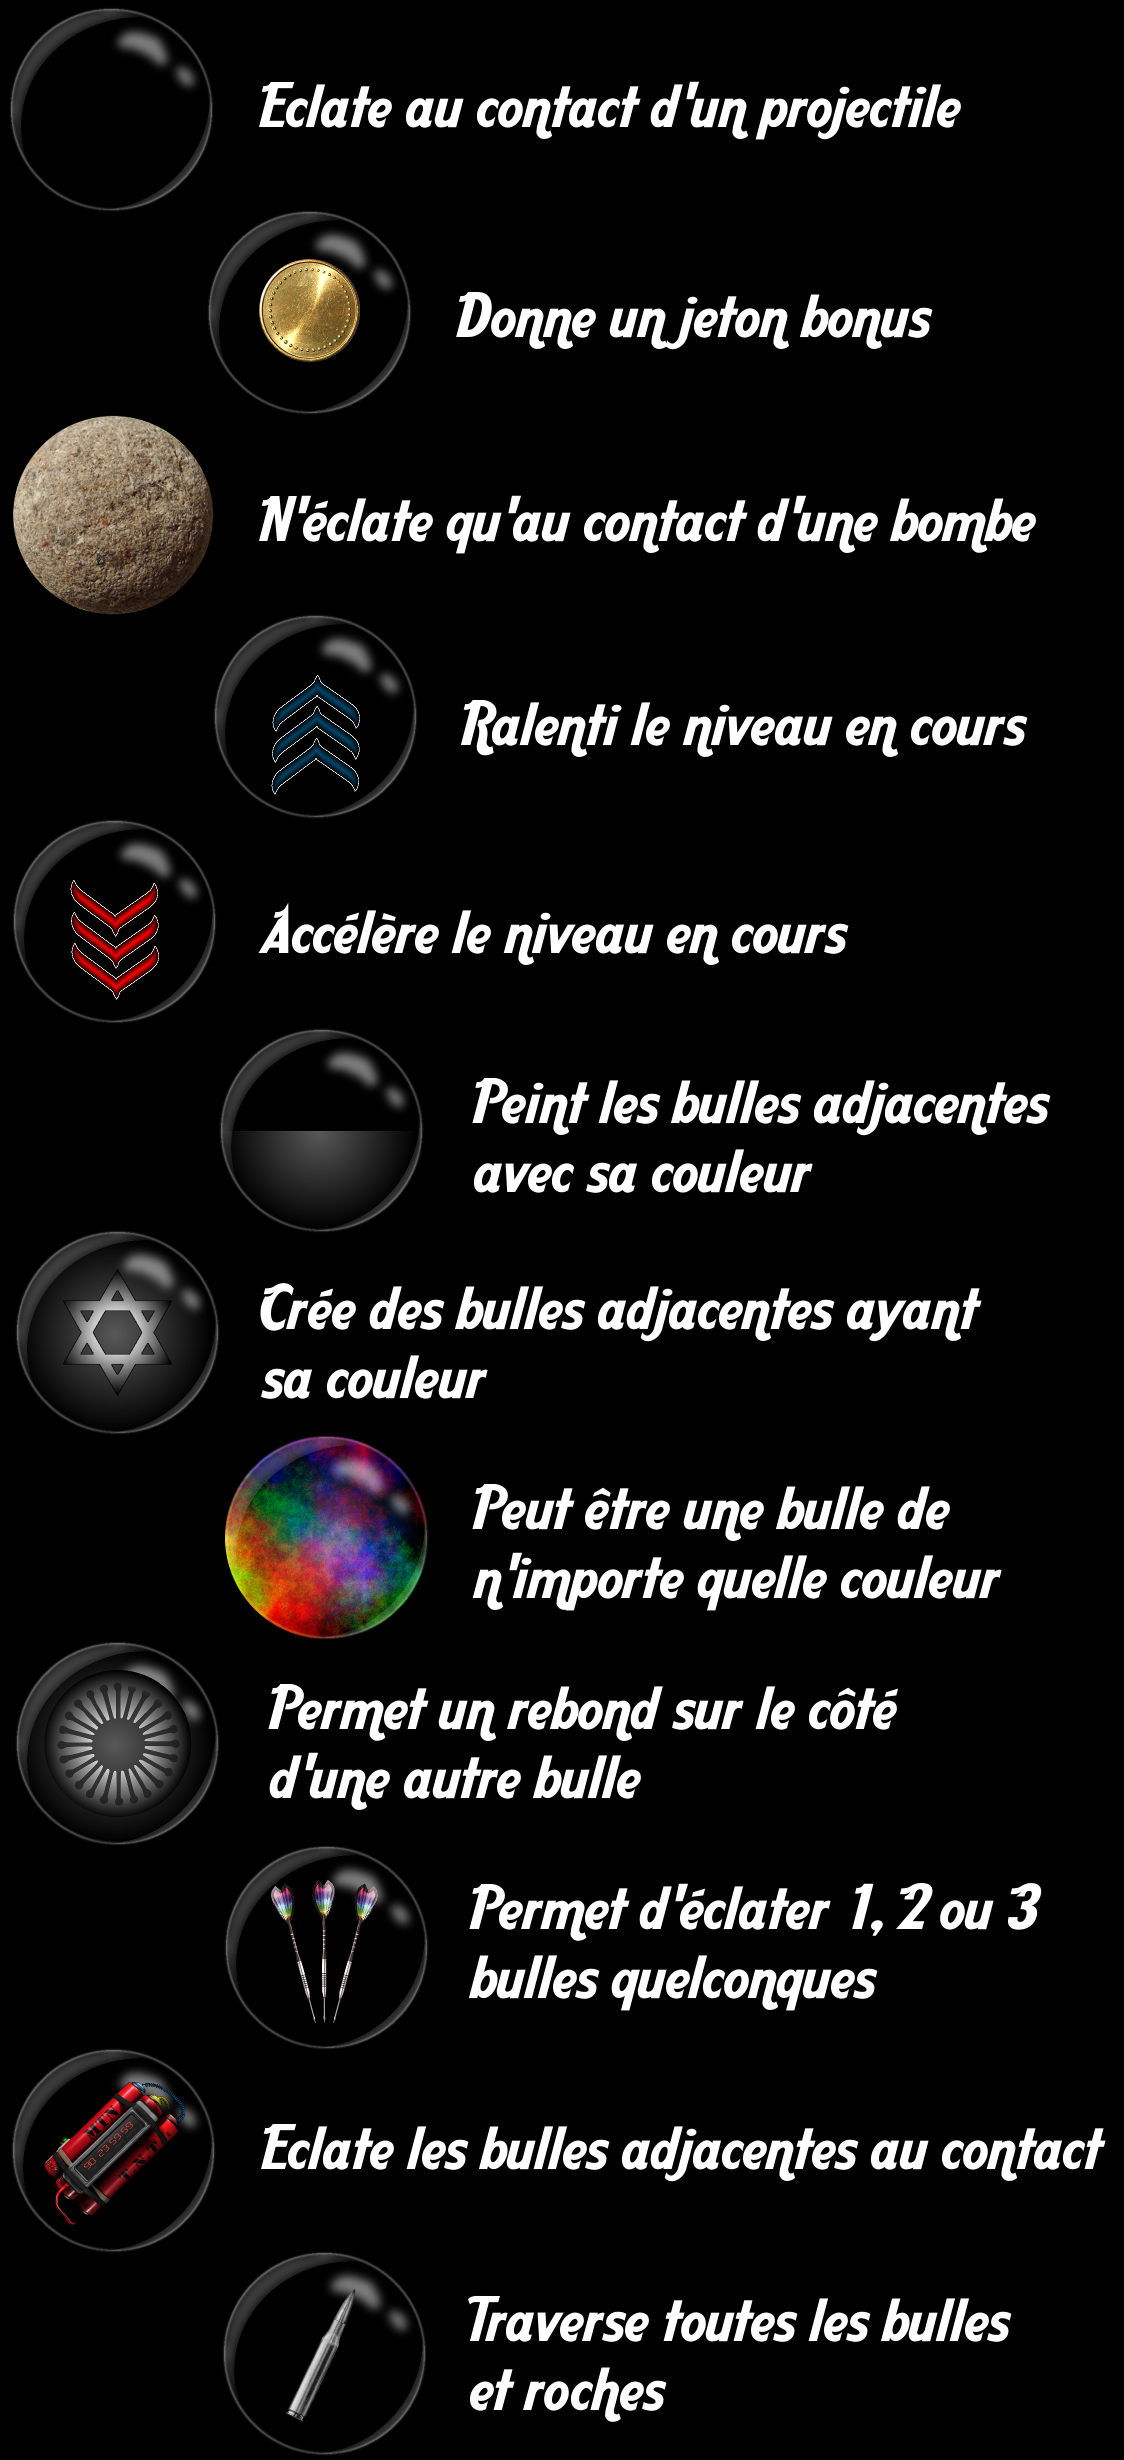 Eclate au contact d'un projectile
Donne un jeton bonus
N'éclate qu'au contact d'une bombe
Ralenti le niveau en cours
Accélère le niveau en cours
Peint les bulles adjacentes
avec sa couleur
Crée des bulles adjacentes ayant
sa couleur
Peut être une bulle de
n'importe quelle couleur
Permet un rebond sur le côté
d'une autre bulle
Permet d'éclater 1, 2 ou 3
bulles quelconques
Eclate les bulles adjacentes au contact
Traverse toutes les bulles
et roches